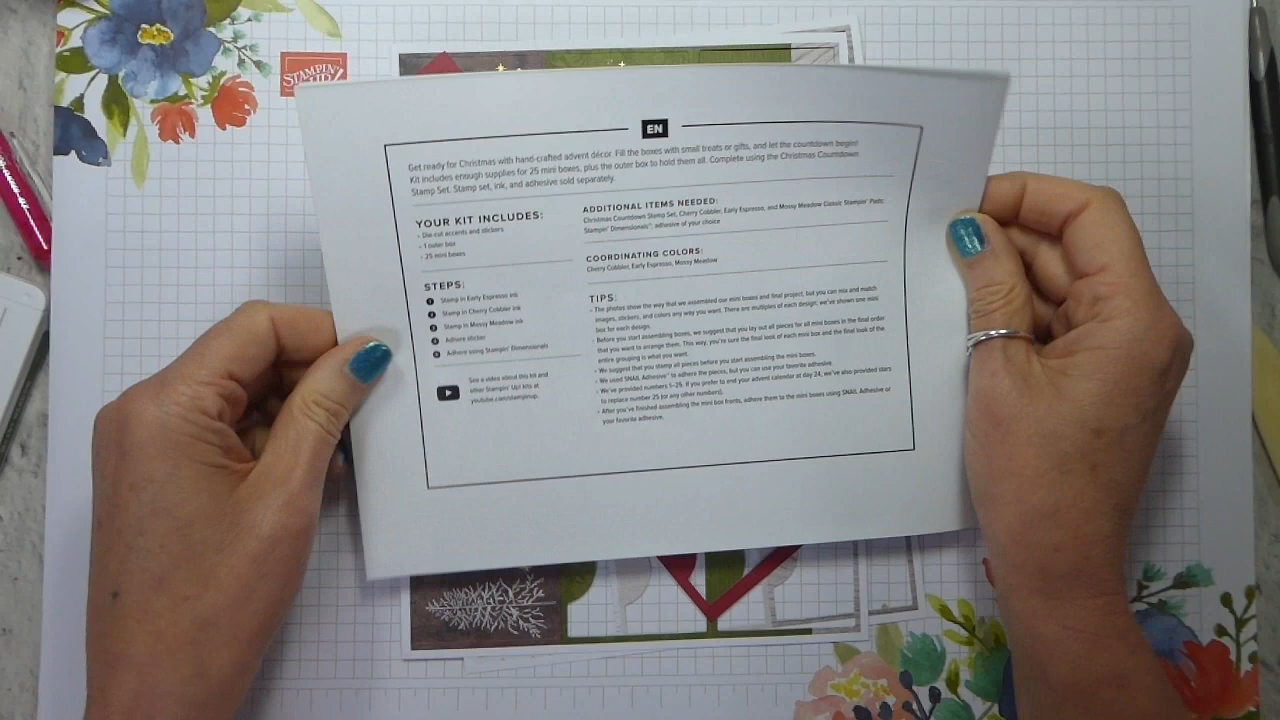 STAMPIN' UP!
EN
Get ready for Christmas with hand-crafted advent décor. Fill the boxes with small treats or gifts, and let the countdown begin!
Kit includes enough supplies for 25 mini boxes, plus the outer box to hold them all. Complete using the Christmas Countdown
Stamp Set. Stamp set, ink, and adhesive sold separately.
YOUR KIT INCLUDES:
- Die-cut accents and stickers
- 1 outer box
- 25 mini boxes
STEPS:
1 Stamp in Early Espresso ink
2 Stamp in Cherry Cobbler ink
3 Stamp in Mossy Meadow ink
Adhere sticker
Adhere using Stampin' Dimensionals
See a video about this kit and
other Stampin' Up! kits at
youtube.com/stampinup.
ADDITIONAL ITEMS NEEDED:
Christmas Countdown Stamp Set; Cherry Cobbler, Early Espresso, and Mossy Meadow Classic Stampin' Pads;
Stampin' Dimensionals®; adhesive of your choice
COORDINATING COLORS:
Cherry Cobbler, Early Espresso, Mossy Meadow
TIPS:
- The photos show the way that we assembled our mini boxes and final project, but you can mix and match
images, stickers, and colors any way you want. There are multiples of each design; we've shown one mini
box for each design.
- Before you start assembling boxes, we suggest that you lay out all pieces for all mini boxes in the final order
that you want to arrange them. This way, you're sure the final look of each mini box and the final look of the
entire grouping is what you want.
- We suggest that you stamp all pieces before you start assembling the mini boxes.
- We used SNAIL Adhesive™ to adhere the pieces, but you can use your favorite adhesive.
- We've provided numbers 1–25. If you prefer to end your advent calendar at day 24, we've also provided stars
to replace number 25 (or any other numbers).
- After you've finished assembling the mini box fronts, adhere them to the mini boxes using SNAIL Adhesive or
your favorite adhesive.